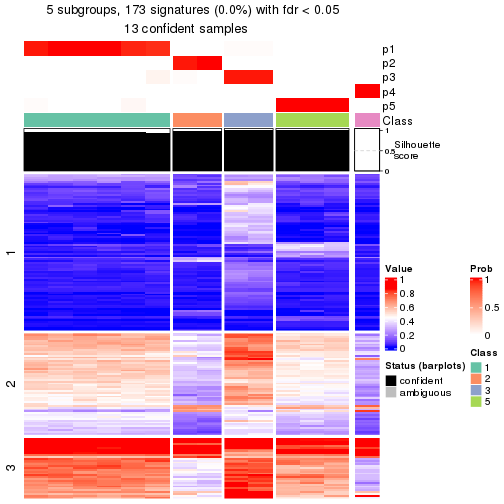 5 subgroups, 173 signatures (0.0%) with fdr < 0.05
13 confident samples
p1
p2
p3
p4
p5
Class
1
0.5
0
Silhouette
score
1
2
3
Value
1
0.8
0.6
0.4
0.2
0
Status (barplots)
confident
ambiguous
Prob
1
0.5
0
Class
1
2
3
5